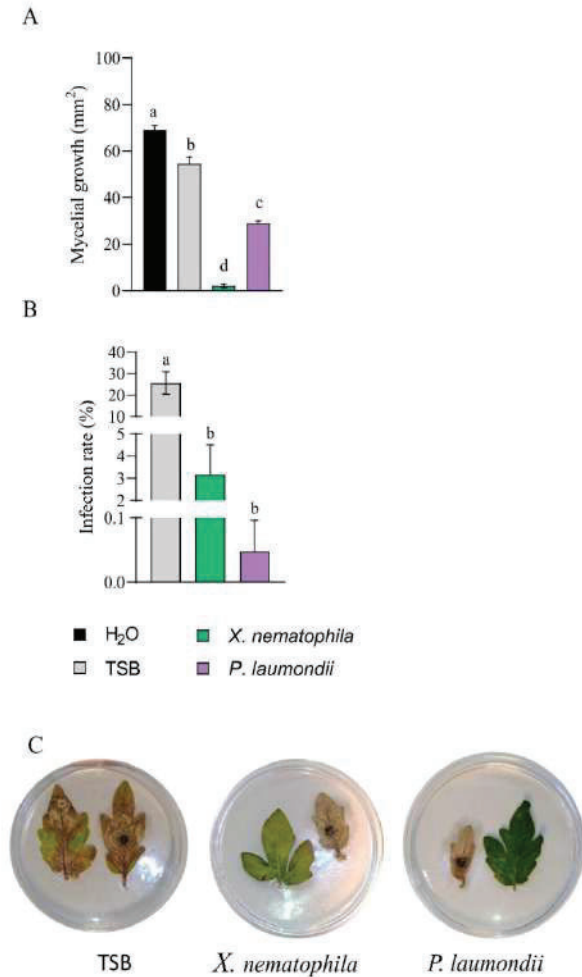 A
Mycelial growth (mm²)
100
80
60
40
20
0
a
b
c
d
B
Infection rate (%)
40
30
20
10
5
4
3
2
0.1
0.0
a
b
b
H₂O
X. nematophila
TSB
P. laumondii
C
TSB
X. nematophila
P. laumondii